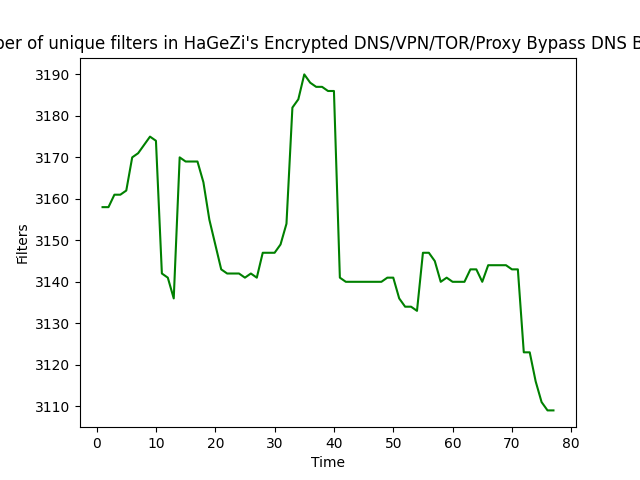 ber of unique filters in HaGeZi's Encrypted DNS/VPN/TOR/Proxy Bypass DNS B
3190
3180
3170
3160
3150
3140
3130
3120
3110
Filters
0 10 20 30 40 50 60 70 80
Time